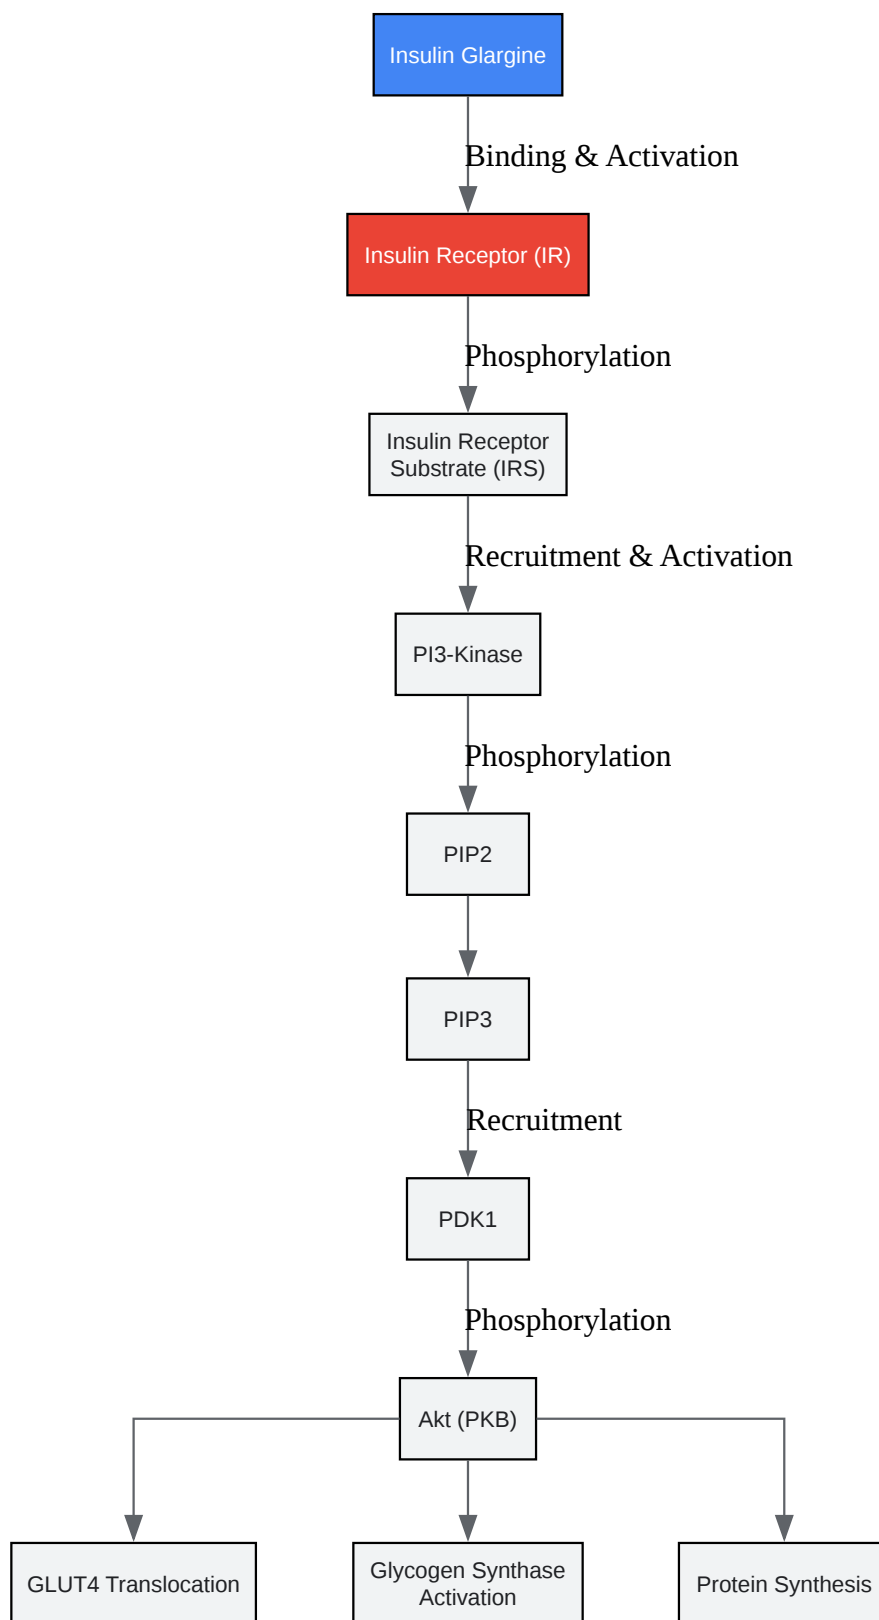 Insulin Glargine
Binding & Activation
Insulin Receptor (IR)
Phosphorylation
Insulin Receptor
Substrate (IRS)
Recruitment & Activation
PI3-Kinase
Phosphorylation
PIP2
PIP3
Recruitment
PDK1
Phosphorylation
Akt (PKB)
GLUT4 Translocation
Glycogen Synthase
Activation
Protein Synthesis